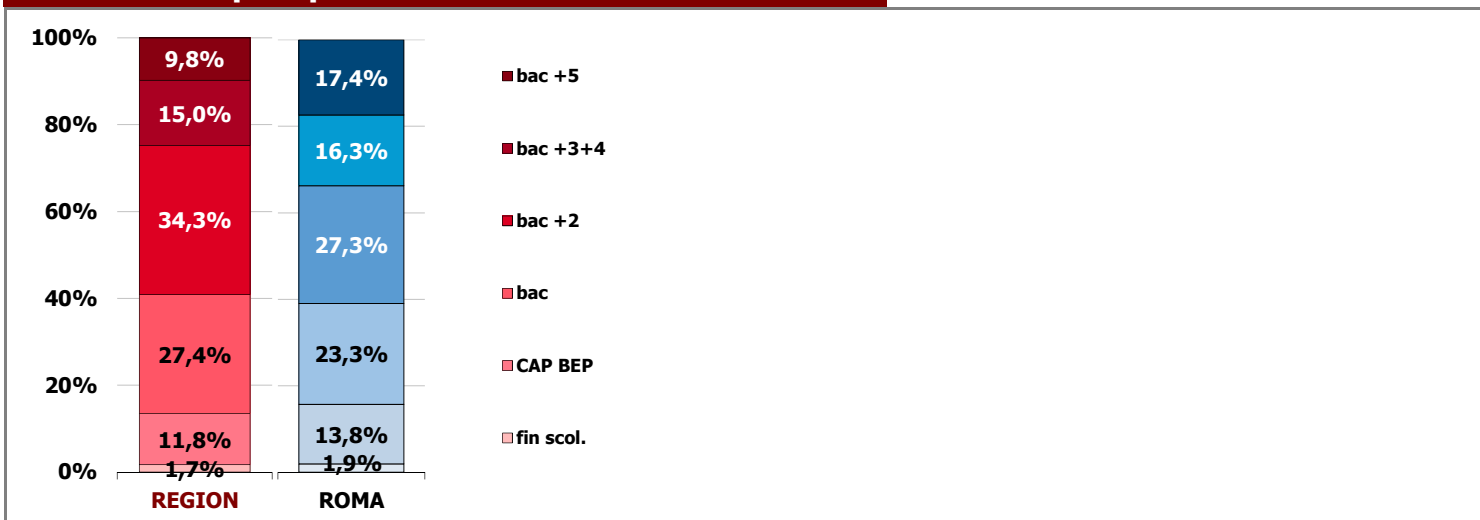 100%
80%
60%
40%
20%
0%
9,8%
15,0%
34,3%
27,4%
11,8%
1,7%
REGION
17,4%
16,3%
27,3%
23,3%
13,8%
1,9%
ROMA
bac +5
bac +3+4
bac +2
bac
CAP BEP
fin scol.